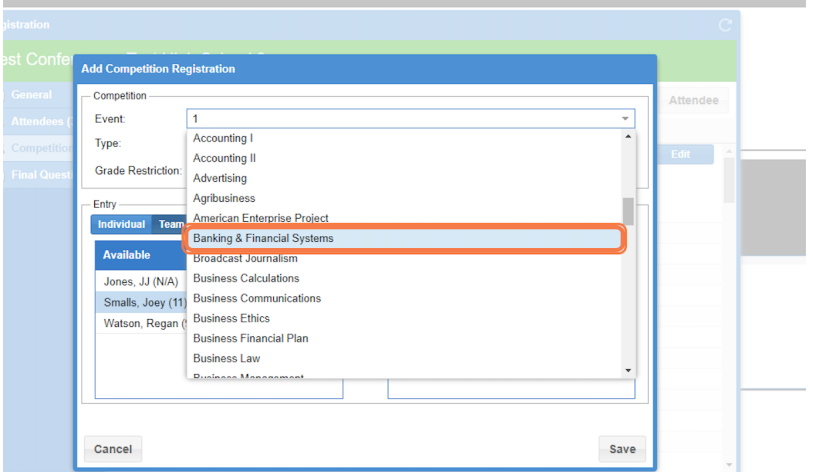 gistration
est Confe
Add Competition Registration
General
Attendees (
Competition
Final Quest
Attendee
Edit
Competition
Event: 1
Type:
Grade Restriction:
Accounting I
Accounting II
Advertising
Agribusiness
American Enterprise Project
Banking & Financial Systems
Broadcast Journalism
Business Calculations
Business Communications
Business Ethics
Business Financial Plan
Business Law
Business Management
Entry
Individual Team
Available
Jones, JJ (N/A)
Smalls, Joey (11)
Watson, Regan (
Cancel Save